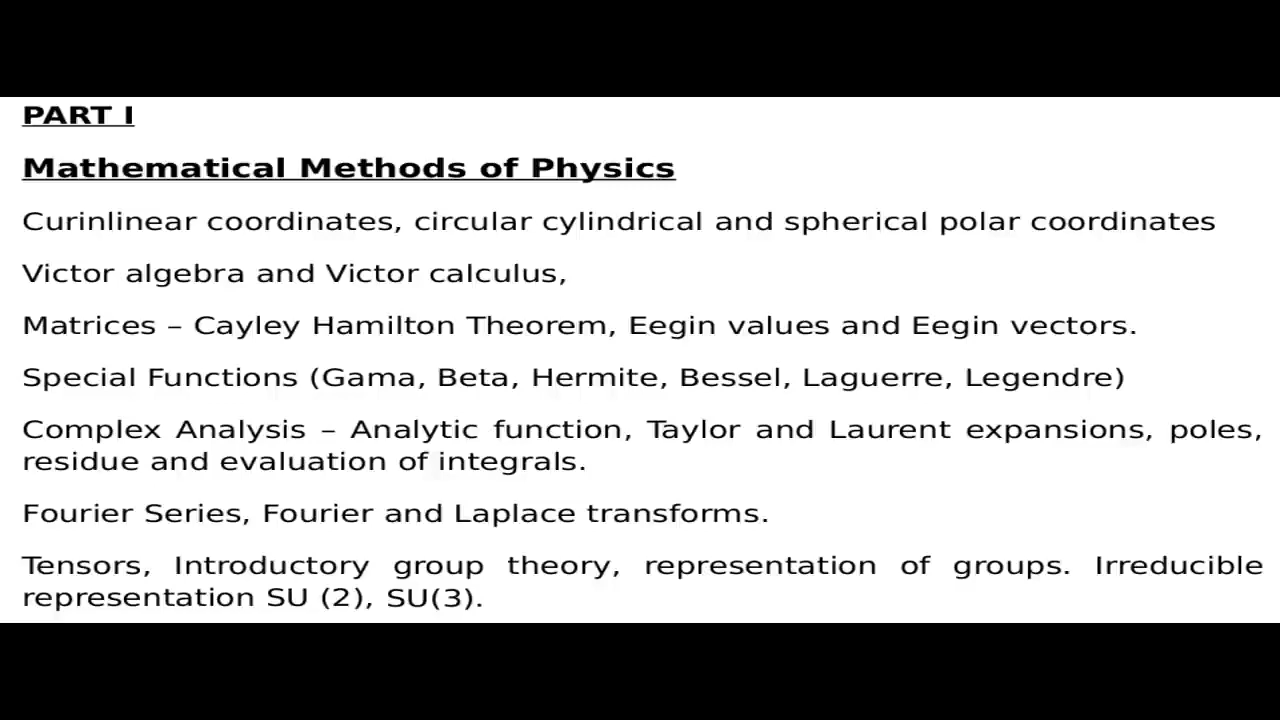 PART I
Mathematical Methods of Physics
Curinlinear coordinates, circular cylindrical and spherical polar coordinates
Victor algebra and Victor calculus,
Matrices – Cayley Hamilton Theorem, Eegin values and Eegin vectors.
Special Functions (Gama, Beta, Hermite, Bessel, Laguerre, Legendre)
Complex Analysis – Analytic function, Taylor and Laurent expansions, poles,
residue and evaluation of integrals.
Fourier Series, Fourier and Laplace transforms.
Tensors, Introductory group theory, representation of groups. Irreducible
representation SU (2), SU(3).